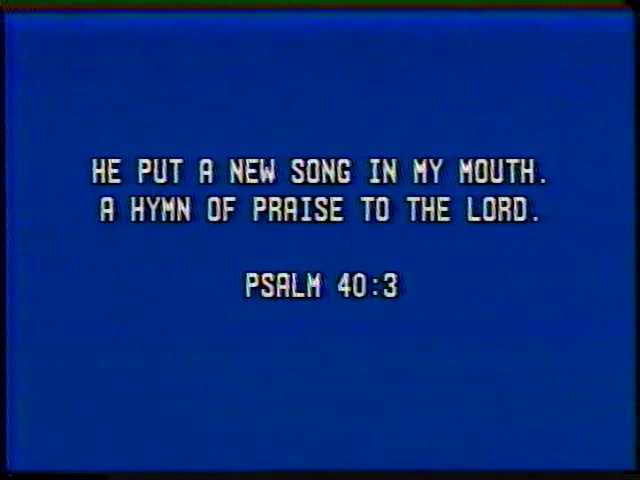 HE PUT A NEW SONG IN MY MOUTH.
A HYMN OF PRAISE TO THE LORD.
PSALM 40:3